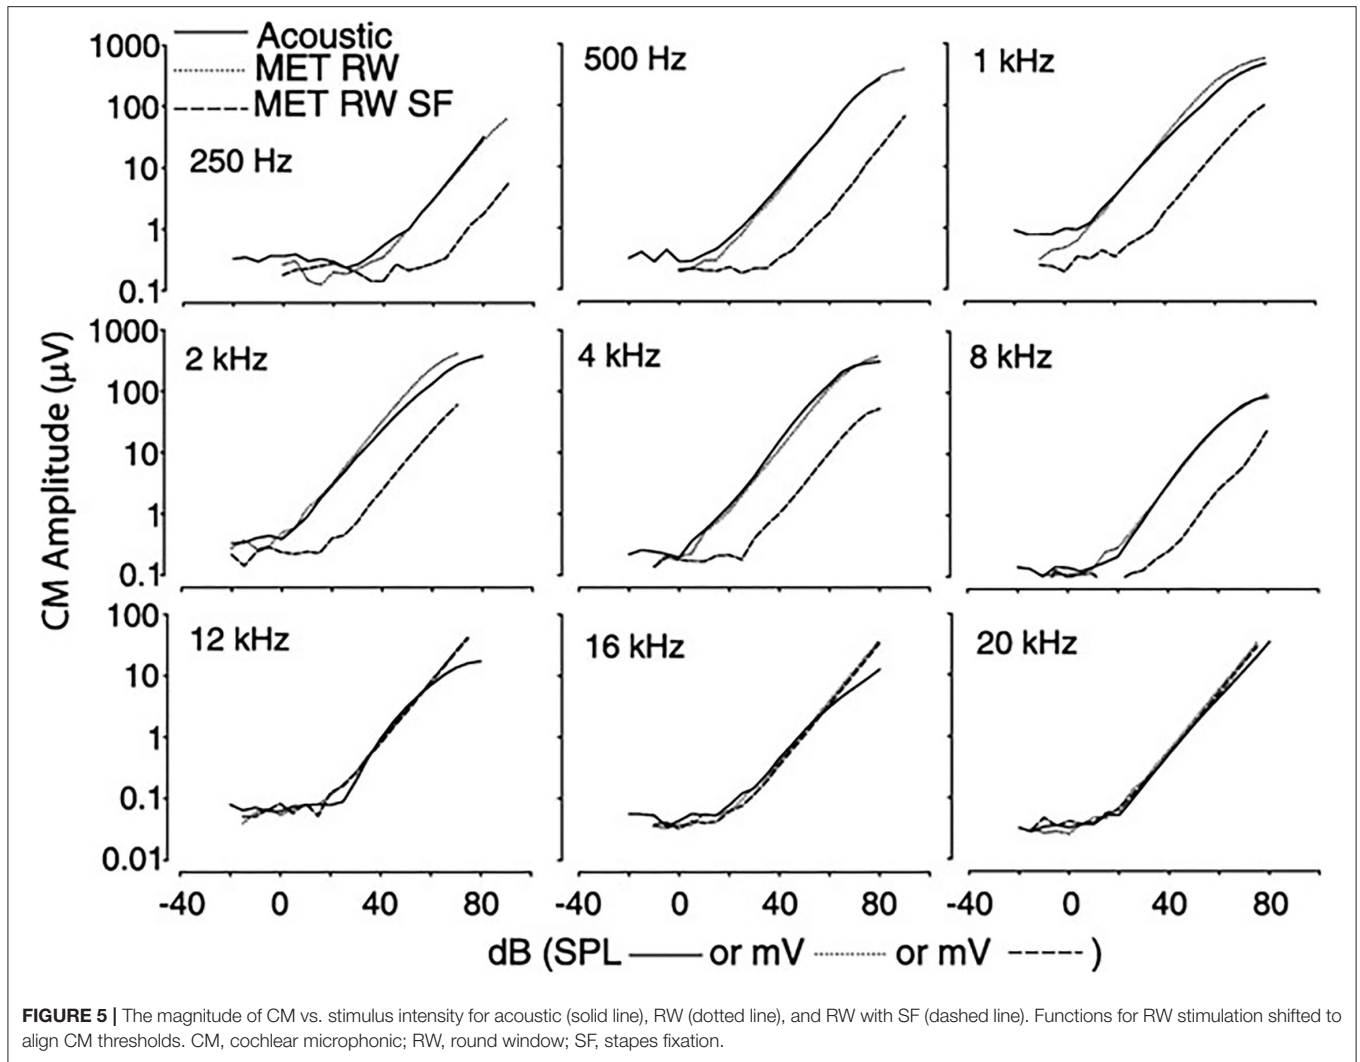 Acoustic
MET RW
MET RW SF
1000
100
10
1
0.1
250 Hz
500 Hz
1 kHz
1000
100
10
1
0.1
2 kHz
4 kHz
8 kHz
100
10
1
0.1
0.01
12 kHz
16 kHz
20 kHz
CM Amplitude (µV)
-40 0 40 80 -40 0 40 80 -40 0 40 80
dB (SPL or mV or mV )
FIGURE 5 | The magnitude of CM vs. stimulus intensity for acoustic (solid line), RW (dotted line), and RW with SF (dashed line). Functions for RW stimulation shifted to
align CM thresholds. CM, cochlear microphonic; RW, round window; SF, stapes fixation.